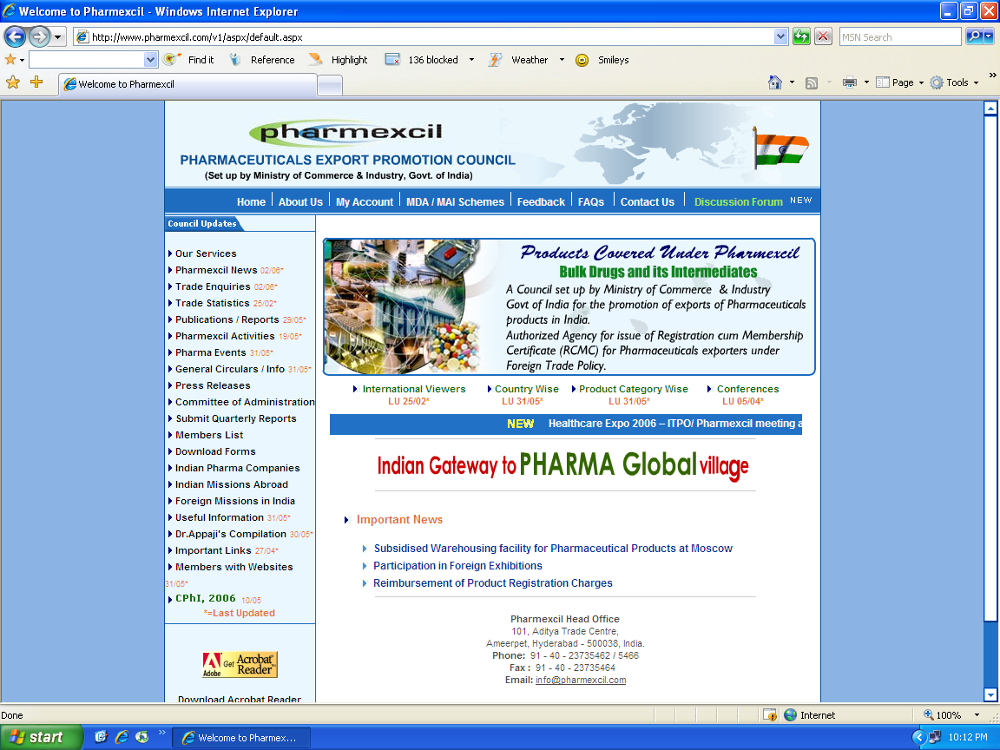 Welcome to Pharmexcil - Windows Internet Explorer
http://www.pharmexcil.com/v1/aspx/default.aspx
MSN Search
Find it Reference Highlight 136 blocked Weather Smileys
Welcome to Pharmexcil
Page Tools
pharmexcil
PHARMACEUTICALS EXPORT PROMOTION COUNCIL
(Set up by Ministry of Commerce & Industry, Govt. of India)
Home About Us My Account MDA / MAI Schemes Feedback FAQs Contact Us Discussion Forum NEW
Council Updates
Our Services
Pharmexcil News 02/06*
Trade Enquiries 02/06*
Trade Statistics 25/02*
Publications / Reports 29/05*
Pharmexcil Activities 19/05*
Pharma Events 31/05*
General Circulars / Info 31/05*
Press Releases
Committee of Administration
Submit Quarterly Reports
Members List
Download Forms
Indian Pharma Companies
Indian Missions Abroad
Foreign Missions in India
Useful Information 31/05*
Dr.Appaji's Compilation 30/05*
Important Links 27/04*
Members with Websites
31/05*
CPhI, 2006 10/05
*=Last Updated
Adobe Get Acrobat Reader
Download Acrobat Reader
Products Covered Under Pharmexcil
Bulk Drugs and its Intermediates
A Council set up by Ministry of Commerce & Industry
Govt of India for the promotion of exports of Pharmaceuticals
products in India.
Authorized Agency for issue of Registration cum Membership
Certificate (RCMC) for Pharmaceuticals exporters under
Foreign Trade Policy.
International Viewers Country Wise Product Category Wise Conferences
LU 25/02* LU 31/05* LU 31/05* LU 05/04*
NEW Healthcare Expo 2006 – ITPO/ Pharmexcil meeting a
Indian Gateway to PHARMA Global village
Important News
Subsidised Warehousing facility for Pharmaceutical Products at Moscow
Participation in Foreign Exhibitions
Reimbursement of Product Registration Charges
Pharmexcil Head Office
101, Aditya Trade Centre,
Ameerpet, Hyderabad - 500038, India.
Phone: 91 - 40 - 23735462 / 5466
Fax : 91 - 40 - 23735464
Email: info@pharmexcil.com
Done Internet 100%
start Welcome to Pharmex... 10:12 PM